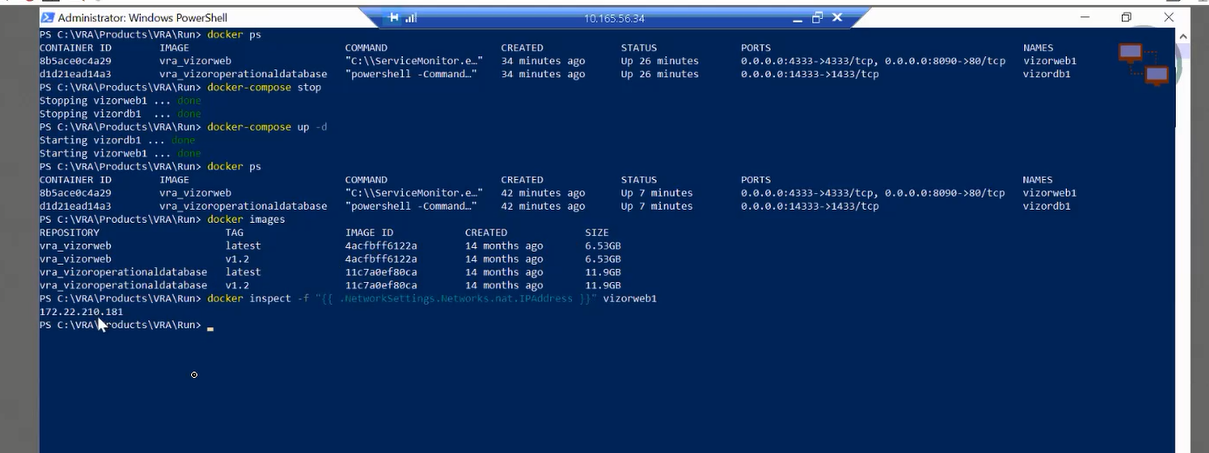 Administrator: Windows PowerShell
10.165.56.34
PS C:\VRA\Products\VRA\Run> docker ps
CONTAINER ID IMAGE COMMAND CREATED STATUS PORTS NAMES
8b5ace0c4a29 vra_vizorweb "C:\\ServiceMonitor.e…" 34 minutes ago Up 26 minutes 0.0.0.0:4333->4333/tcp, 0.0.0.0:8090->80/tcp vizorweb1
d1d21ead14a3 vra_vizoroperationaldatabase "powershell -Command…" 34 minutes ago Up 26 minutes 0.0.0.0:14333->1433/tcp vizordb1
PS C:\VRA\Products\VRA\Run> docker-compose stop
Stopping vizorweb1 ... done
Stopping vizordb1 ... done
PS C:\VRA\Products\VRA\Run> docker-compose up -d
Starting vizordb1 ... done
Starting vizorweb1 ... done
PS C:\VRA\Products\VRA\Run> docker ps
CONTAINER ID IMAGE COMMAND CREATED STATUS PORTS NAMES
8b5ace0c4a29 vra_vizorweb "C:\\ServiceMonitor.e…" 42 minutes ago Up 7 minutes 0.0.0.0:4333->4333/tcp, 0.0.0.0:8090->80/tcp vizorweb1
d1d21ead14a3 vra_vizoroperationaldatabase "powershell -Command…" 42 minutes ago Up 7 minutes 0.0.0.0:14333->1433/tcp vizordb1
PS C:\VRA\Products\VRA\Run> docker images
REPOSITORY TAG IMAGE ID CREATED SIZE
vra_vizorweb latest 4acfbff6122a 14 months ago 6.53GB
vra_vizorweb v1.2 4acfbff6122a 14 months ago 6.53GB
vra_vizoroperationaldatabase latest 11c7a0ef80ca 14 months ago 11.9GB
vra_vizoroperationaldatabase v1.2 11c7a0ef80ca 14 months ago 11.9GB
PS C:\VRA\Products\VRA\Run> docker inspect -f "{{ .NetworkSettings.Networks.nat.IPAddress }}" vizorweb1
172.22.210.181
PS C:\VRA\Products\VRA\Run>